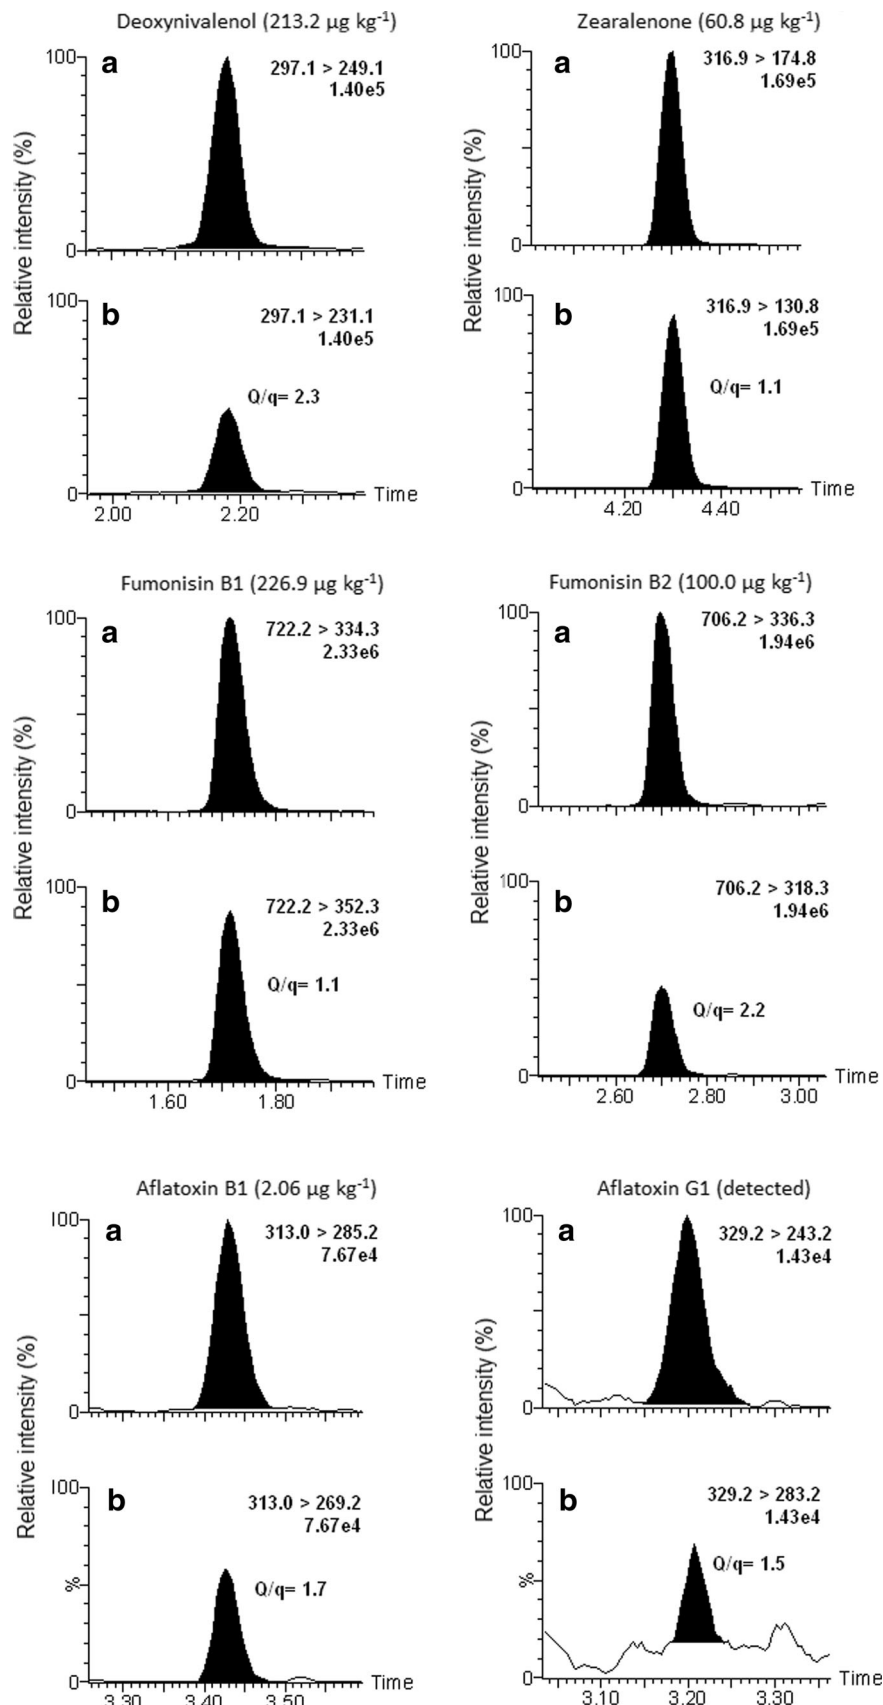 Deoxynivalenol (213.2 µg kg-1)
a
297.1 > 249.1
1.40e5
100
0
Relative intensity (%)
b
297.1 > 231.1
1.40e5
Q/q= 2.3
100
0
Time
2.00 2.20
Zearalenone (60.8 µg kg-1)
a
316.9 > 174.8
1.69e5
100
0
Relative intensity (%)
b
316.9 > 130.8
1.69e5
Q/q= 1.1
100
0
Time
4.20 4.40
Fumonisin B1 (226.9 µg kg-1)
a
722.2 > 334.3
2.33e6
100
0
Relative intensity (%)
b
722.2 > 352.3
2.33e6
Q/q= 1.1
100
0
Time
1.60 1.80
Fumonisin B2 (100.0 µg kg-1)
a
706.2 > 336.3
1.94e6
100
0
Relative intensity (%)
b
706.2 > 318.3
1.94e6
Q/q= 2.2
100
0
Time
2.60 2.80 3.00
Aflatoxin B1 (2.06 µg kg-1)
a
313.0 > 285.2
7.67e4
100
0
Relative intensity (%)
b
313.0 > 269.2
7.67e4
Q/q= 1.7
100
%
0
Time
3.30 3.40 3.50
Aflatoxin G1 (detected)
a
329.2 > 243.2
1.43e4
100
0
Relative intensity (%)
b
329.2 > 283.2
1.43e4
Q/q= 1.5
100
%
0
Time
3.10 3.20 3.30